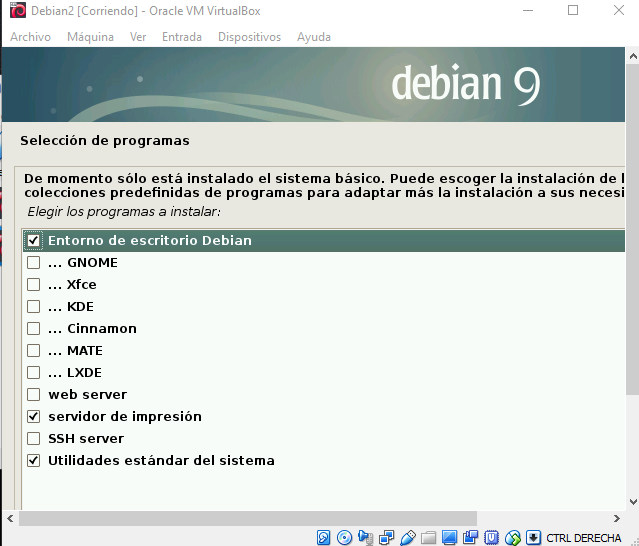 Debian2 [Corriendo] - Oracle VM VirtualBox
Archivo Máquina Ver Entrada Dispositivos Ayuda
debian 9
Selección de programas
De momento sólo está instalado el sistema básico. Puede escoger la instalación de
colecciones predefinidas de programas para adaptar más la instalación a sus
Elegir los programas a instalar:
Entorno de escritorio Debian
... GNOME
... Xfce
... KDE
... Cinnamon
... MATE
... LXDE
web server
servidor de impresión
SSH server
Utilidades estándar del sistema
CTRL DERECHA